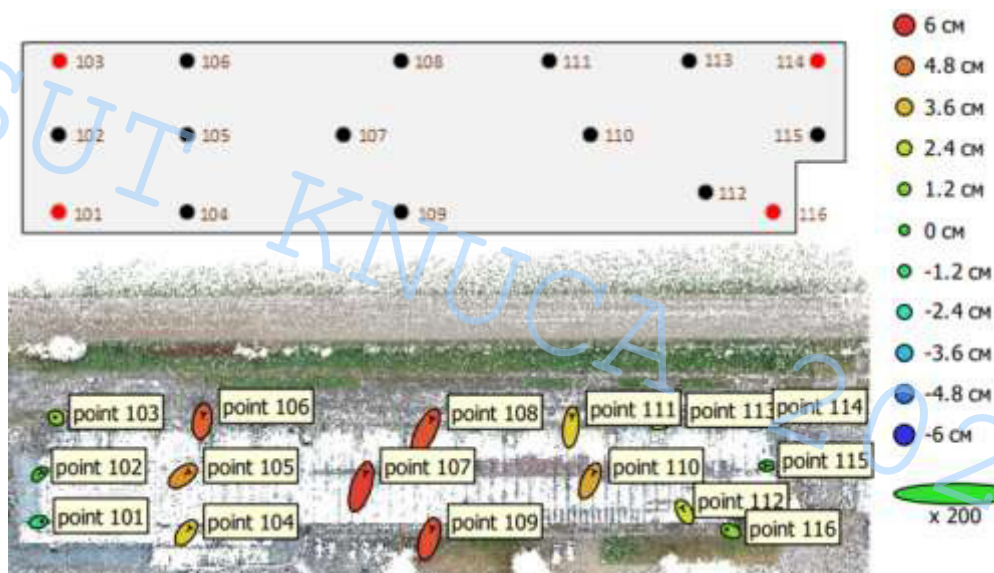 103 106 108 111 113 114
102 105 107 110 115
101 104 109 112 116
6 см
4.8 см
3.6 см
2.4 см
1.2 см
0 см
-1.2 см
-2.4 см
-3.6 см
-4.8 см
-6 см
x 200
point 103
point 106
point 108
point 111
point 113
point 114
point 102
point 105
point 107
point 110
point 115
point 101
point 104
point 109
point 112
point 116
SUT KNUCA 202